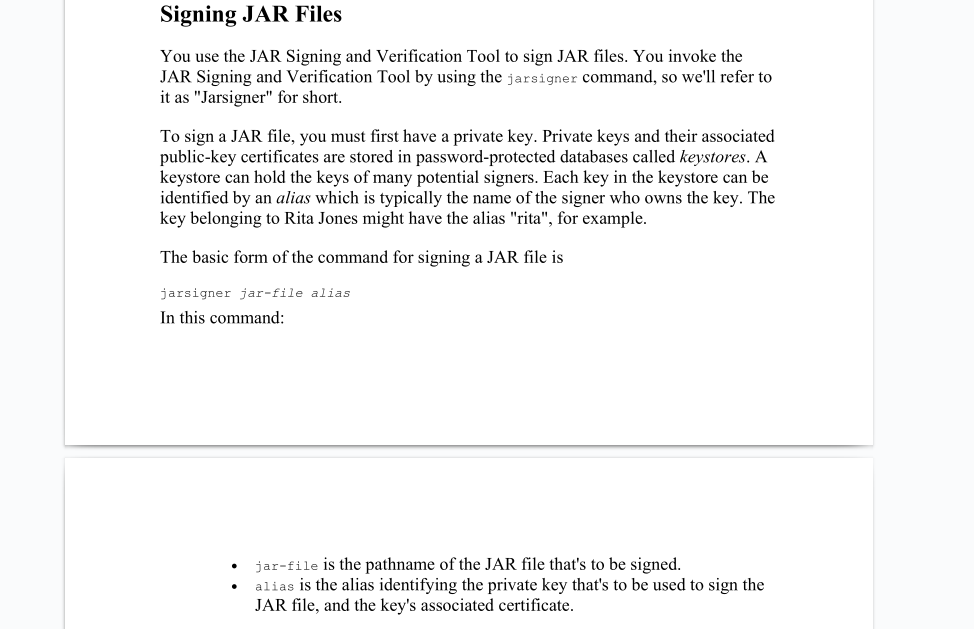 Signing JAR Files
You use the JAR Signing and Verification Tool to sign JAR files. You invoke the
JAR Signing and Verification Tool by using the jarsigner command, so we'll refer to
it as "Jarsigner" for short.
To sign a JAR file, you must first have a private key. Private keys and their associated
public-key certificates are stored in password-protected databases called keystores. A
keystore can hold the keys of many potential signers. Each key in the keystore can be
identified by an alias which is typically the name of the signer who owns the key. The
key belonging to Rita Jones might have the alias "rita", for example.
The basic form of the command for signing a JAR file is
jarsigner jar-file alias
In this command:
• jar-file is the pathname of the JAR file that's to be signed.
• alias is the alias identifying the private key that's to be used to sign the
JAR file, and the key's associated certificate.